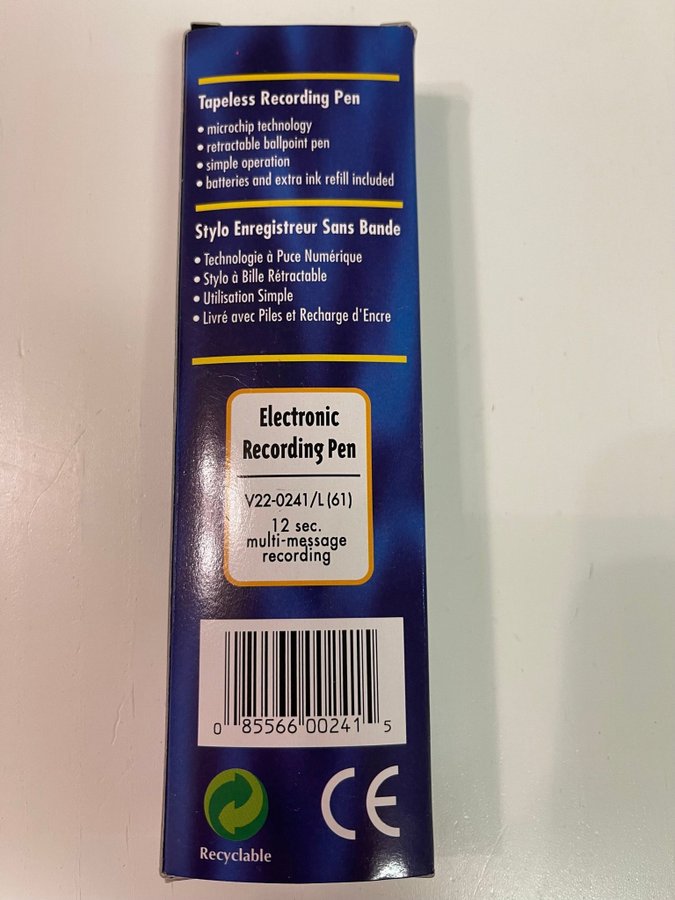 Tapeless Recording Pen
• microchip technology
• retractable ballpoint pen
• simple operation
• batteries and extra ink refill included
Stylo Enregistreur Sans Bande
• Technologie à Puce Numérique
• Stylo à Bille Rétractable
• Utilisation Simple
• Livré avec Piles et Recharge d'Encre
Electronic
Recording Pen
V22-0241/L (61)
12 sec.
multi-message
recording
0 85566 00241 5
CE
Recyclable